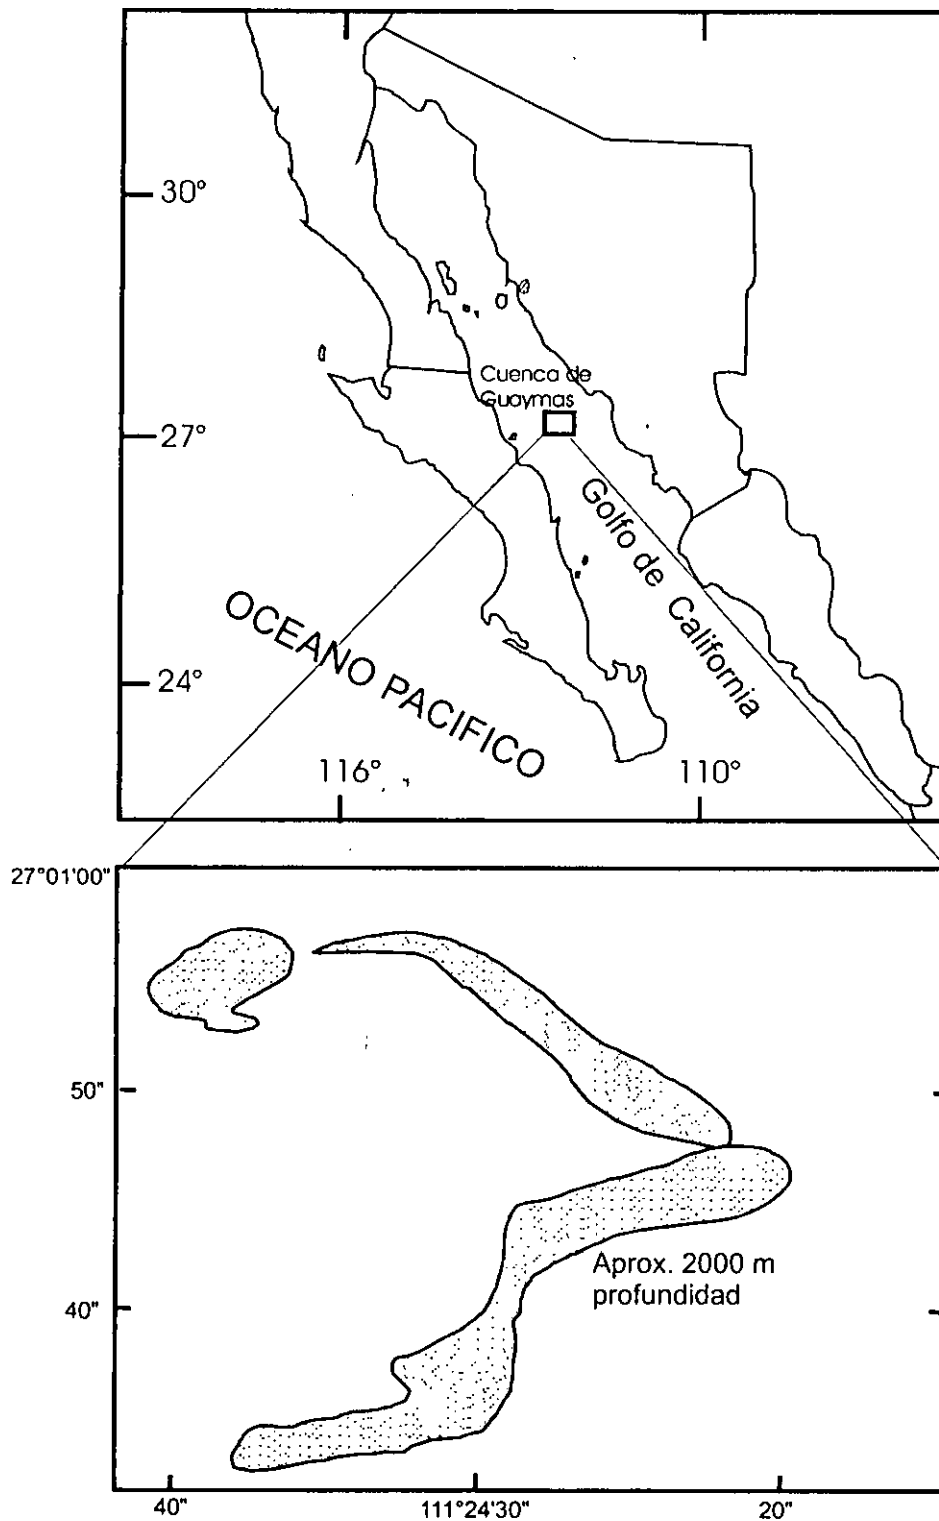 30°
Cuenca de
Guaymas
27°
Golfo de California
OCEANO PACIFICO
24°
116°
110°
27°01'00"
50"
Aprox. 2000 m
profundidad
40"
40"
111°24'30"
20"